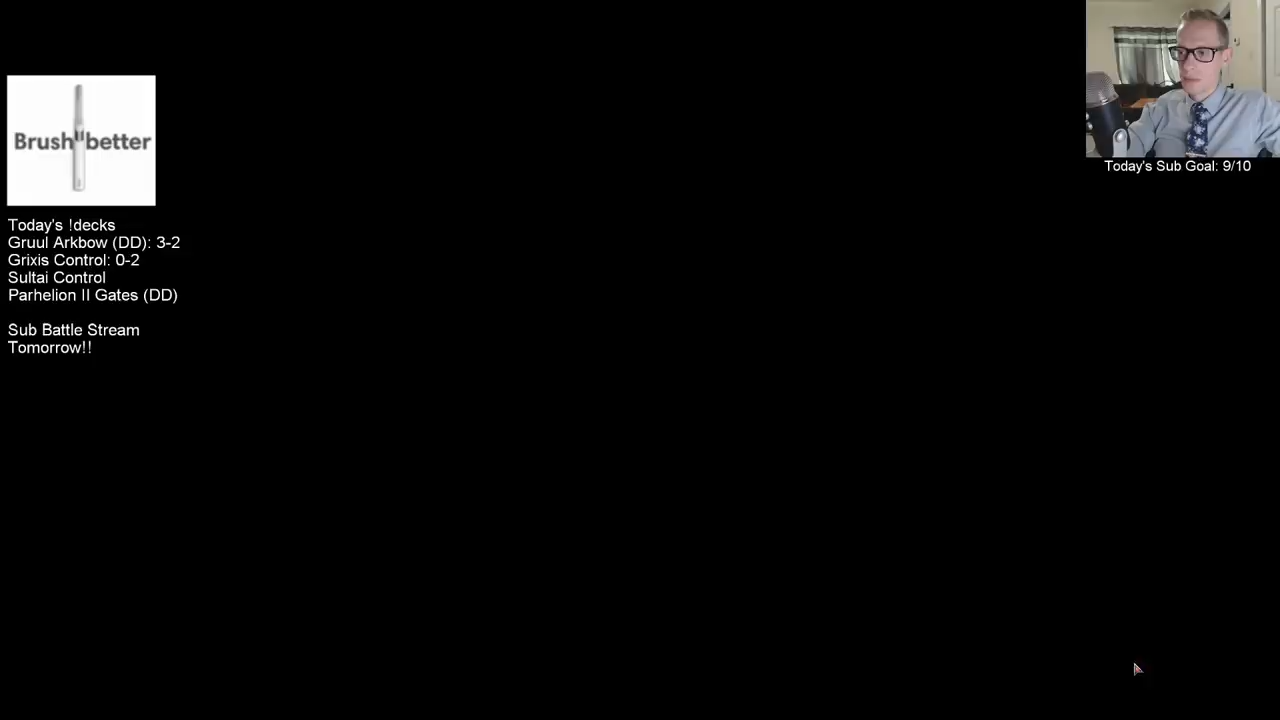 Brush better
Today's !decks
Gruul Arkbow (DD): 3-2
Grixis Control: 0-2
Sultai Control
Parhelion II Gates (DD)
Sub Battle Stream
Tomorrow!!
Today's Sub Goal: 9/10